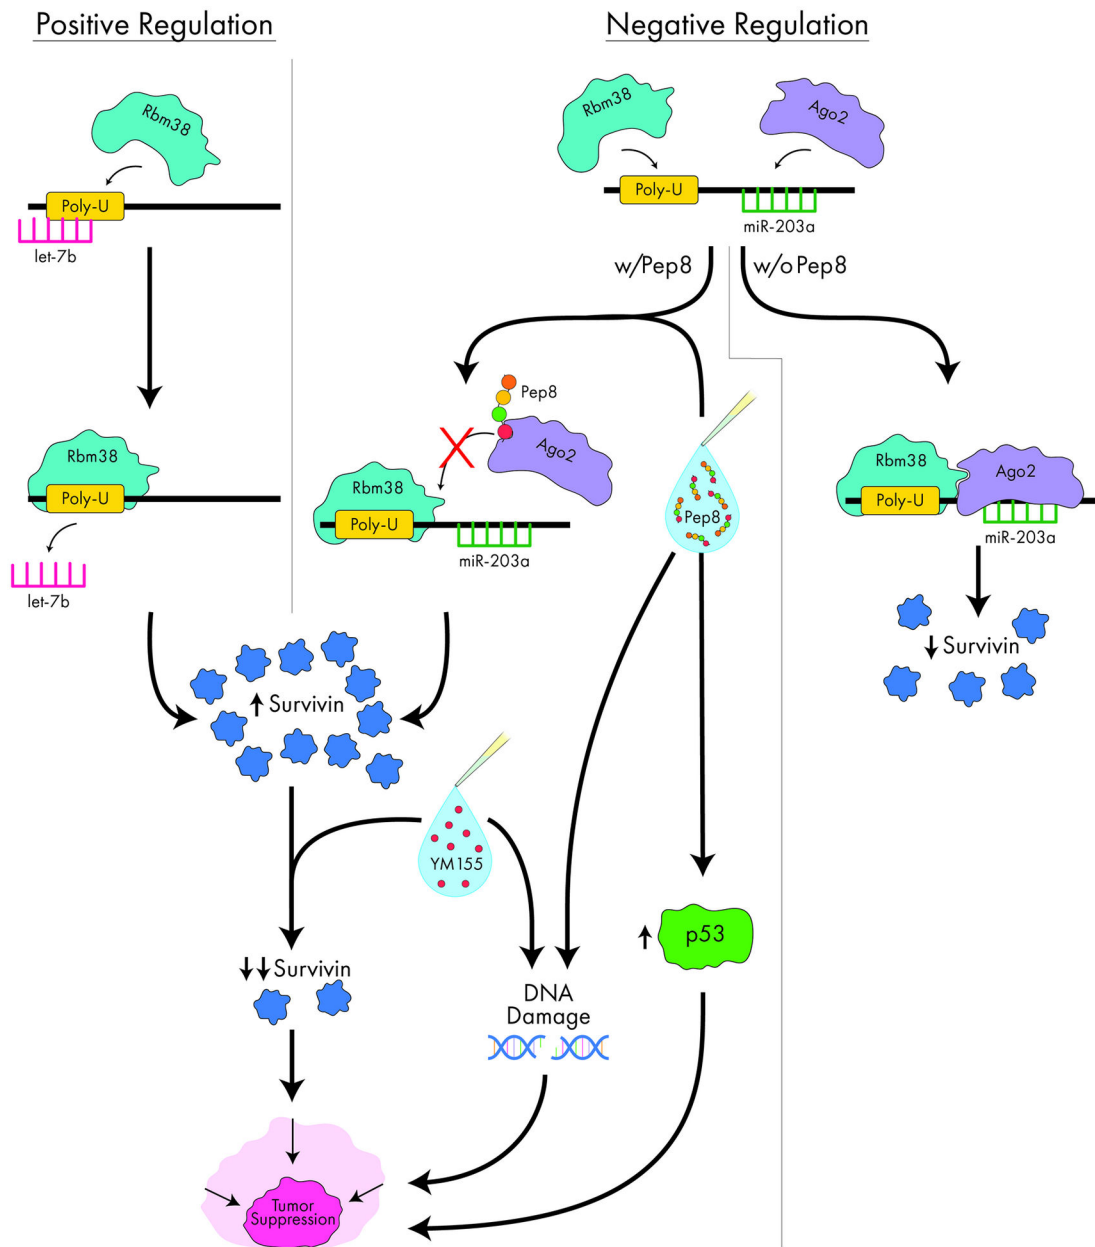 Positive Regulation
Negative Regulation
Rbm38
Poly-U
let-7b
Rbm38
Ago2
Poly-U
miR-203a
w/Pep8
w/o Pep8
Rbm38
Poly-U
let-7b
Pep8
Ago2
Rbm38
Poly-U
miR-203a
Pep8
Rbm38
Ago2
Poly-U
miR-203a
↑ Survivin
↓ Survivin
YM155
↑ p53
↓↓ Survivin
DNA
Damage
Tumor
Suppression